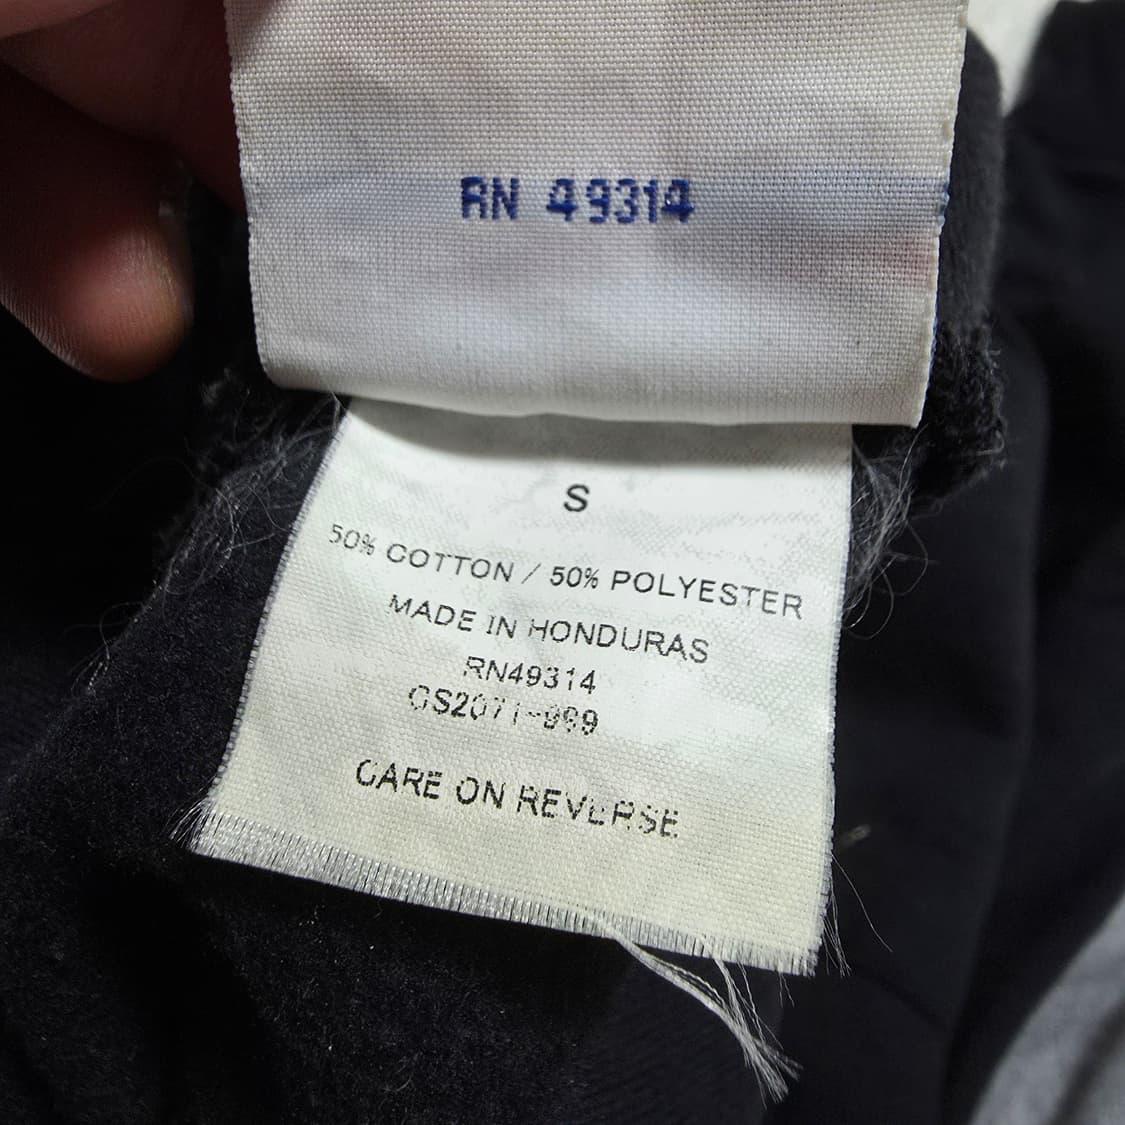 RN 49314
S
50% COTTON / 50% POLYESTER
MADE IN HONDURAS
RN49314
CARE ON REVERSE